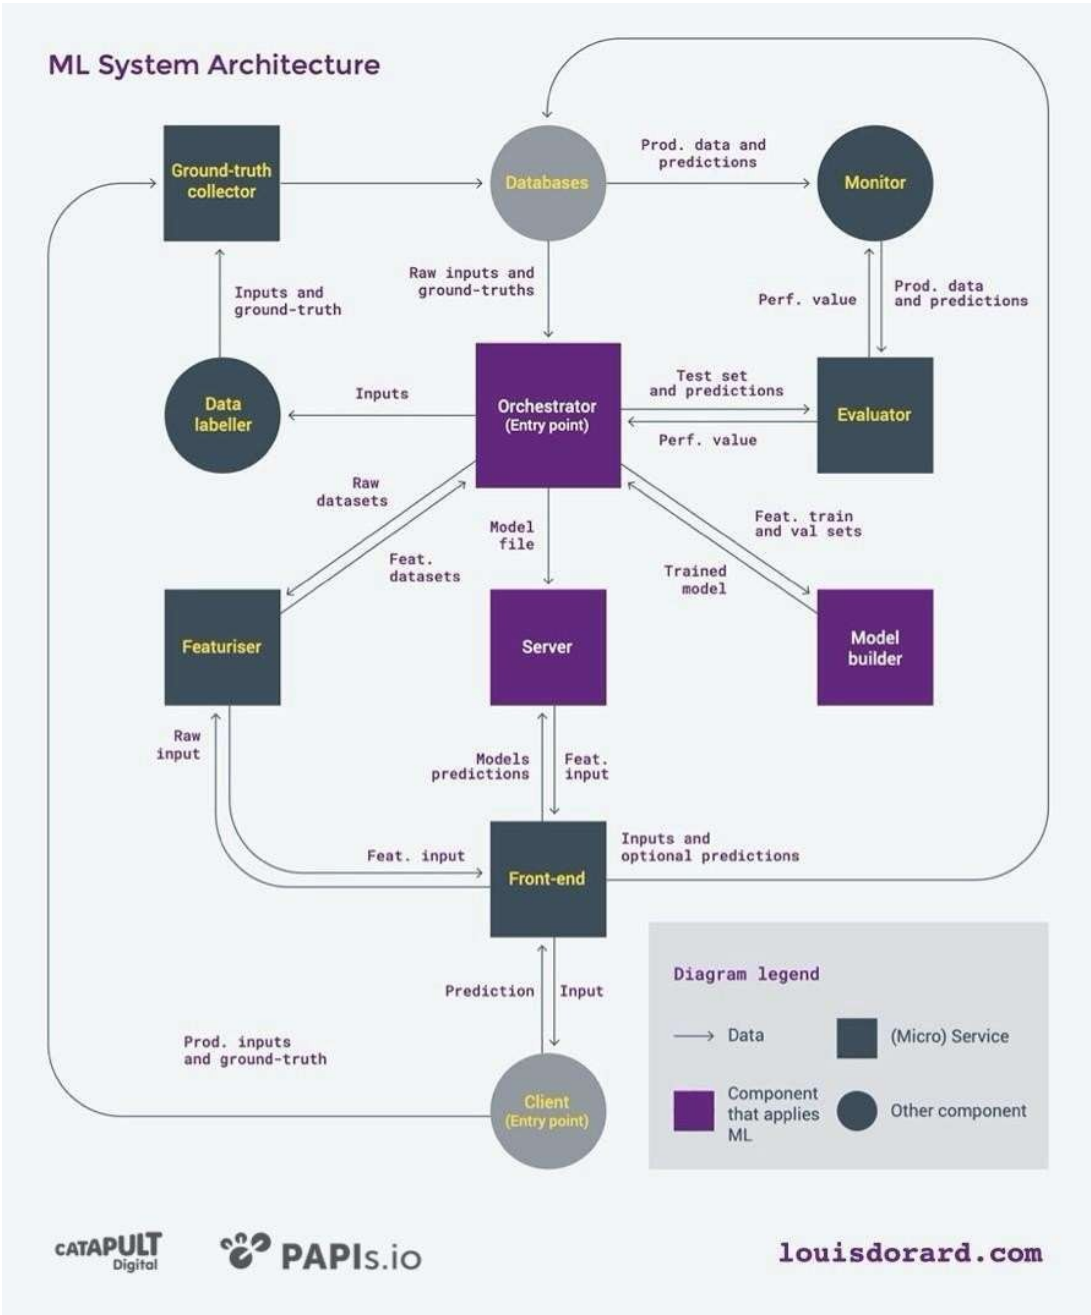 ML System Architecture
Ground-truth
collector
Databases
Prod. data and
predictions
Monitor
Raw inputs and
ground-truths
Inputs and
ground-truth
Perf. value
Prod. data
and predictions
Data
labeller
Inputs
Orchestrator
(Entry point)
Test set
and predictions
Perf. value
Evaluator
Raw
datasets
Feat.
datasets
Model
file
Feat. train
and val sets
Trained
model
Featuriser
Server
Model
builder
Raw
input
Models
predictions
Feat.
input
Feat. input
Front-end
Inputs and
optional predictions
Prediction
Input
Prod. inputs
and ground-truth
Client
(Entry point)
Diagram legend
Data
(Micro) Service
Component
that applies
ML
Other component
CATAPULT
Digital
PAPIs.io
louisdorard.com